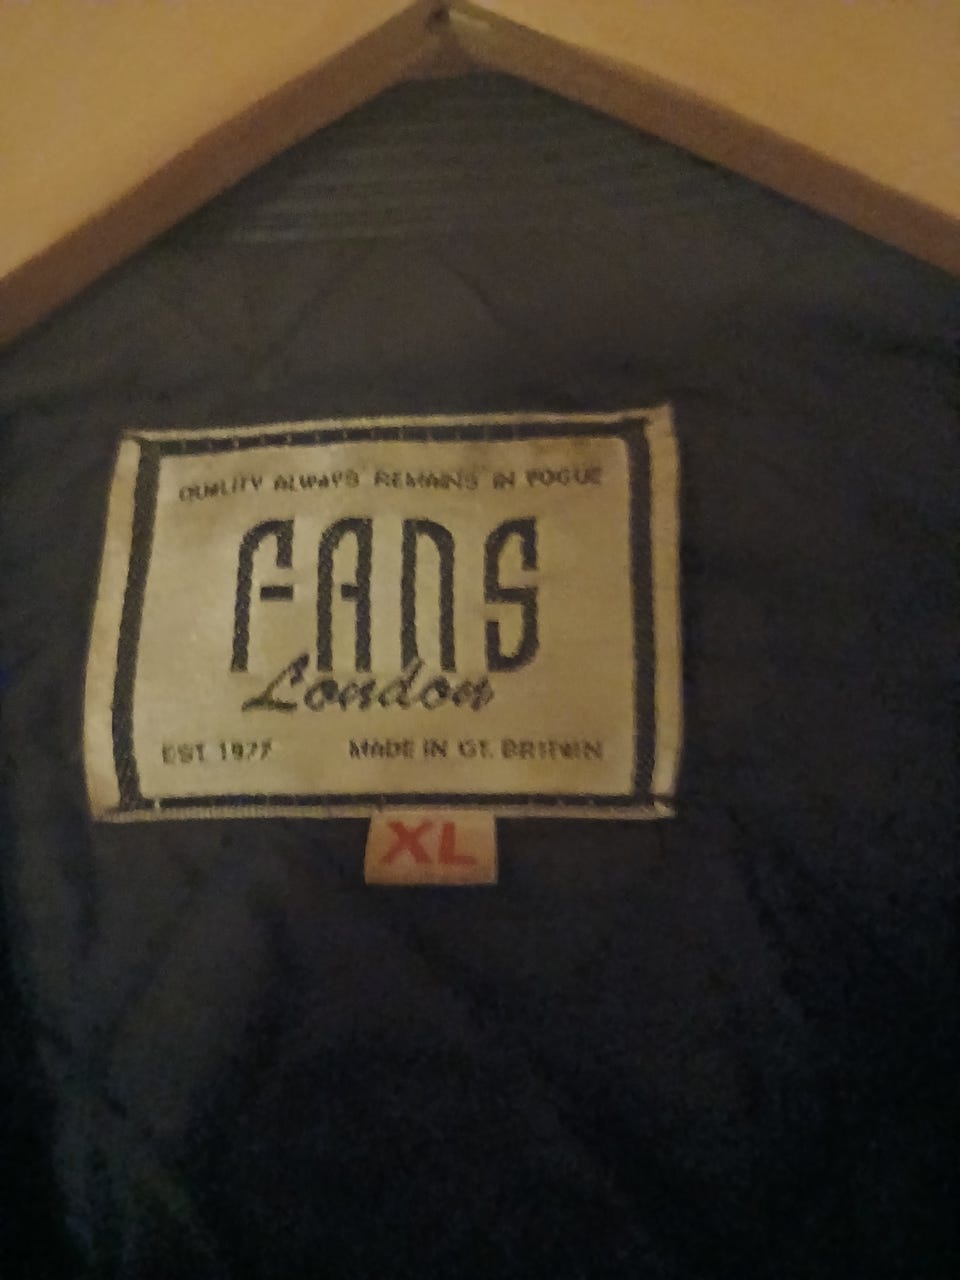 QUALITY ALWAYS REMAINS IN VOGUE
FANS
London
EST. 1977 MADE IN GT. BRITAIN
XL